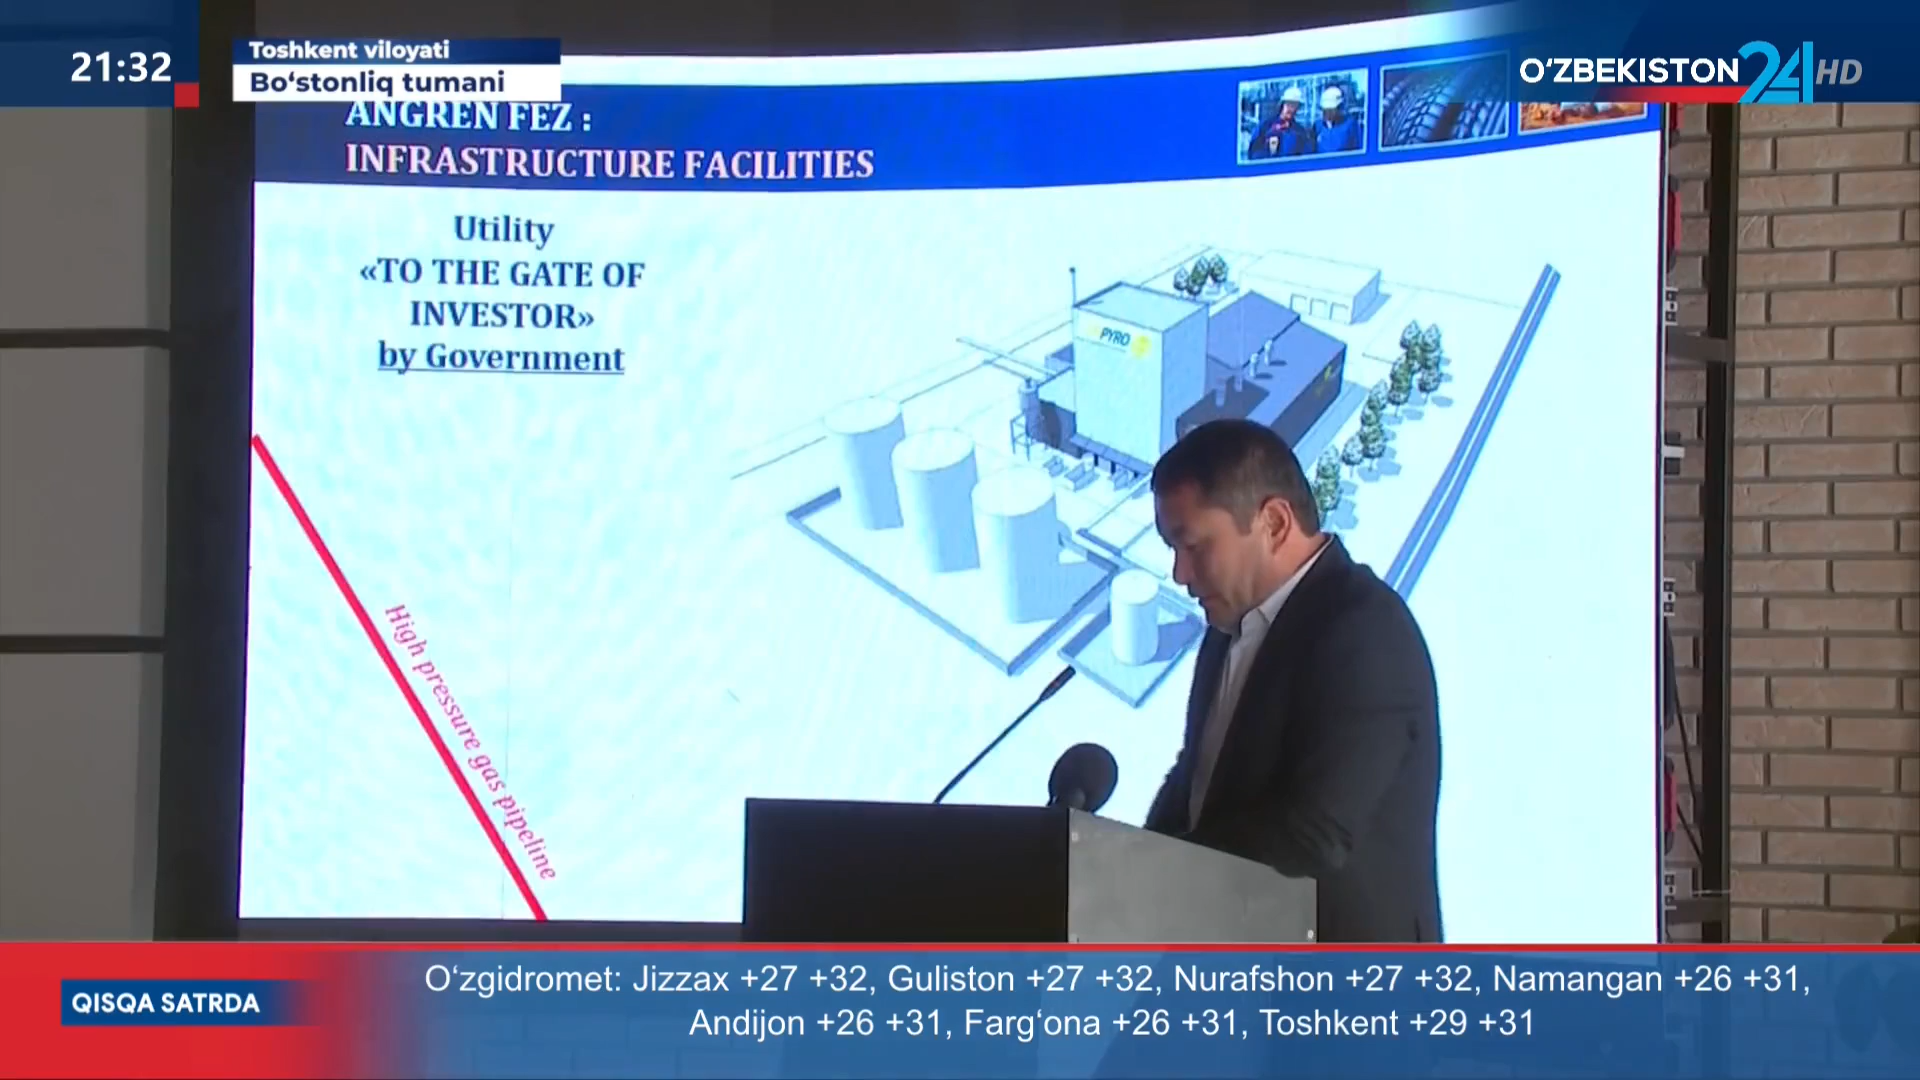 21:32
Toshkent viloyati
Bo‘stonliq tumani
O‘ZBEKISTON 24 HD
ANGREN FEZ :
INFRASTRUCTURE FACILITIES
Utility
«TO THE GATE OF
INVESTOR»
by Government
PYRO
High pressure gas pipeline
QISQA SATRDA
O‘zgidromet: Jizzax +27 +32, Guliston +27 +32, Nurafshon +27 +32, Namangan +26 +31,
Andijon +26 +31, Farg‘ona +26 +31, Toshkent +29 +31